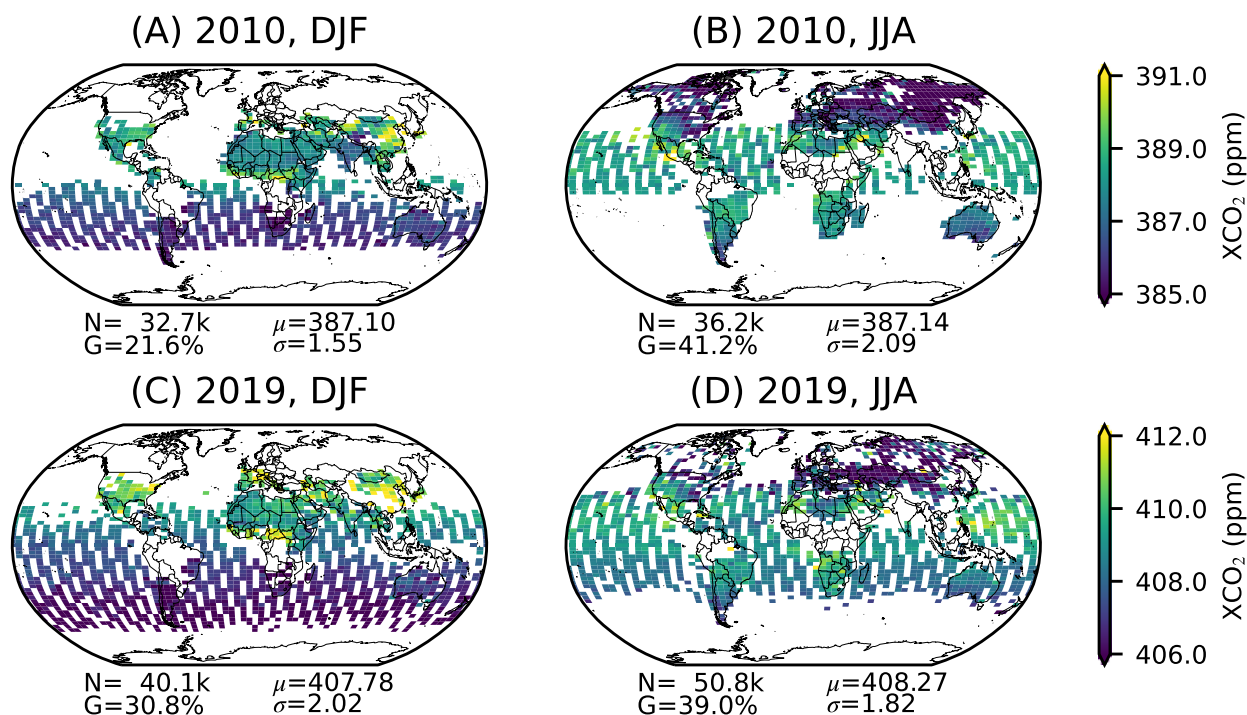 (A) 2010, DJF
(B) 2010, JJA
391.0
389.0
387.0
385.0
XCO₂ (ppm)
N= 32.7k μ=387.10
G=21.6% σ=1.55
N= 36.2k μ=387.14
G=41.2% σ=2.09
(C) 2019, DJF
(D) 2019, JJA
412.0
410.0
408.0
406.0
XCO₂ (ppm)
N= 40.1k μ=407.78
G=30.8% σ=2.02
N= 50.8k μ=408.27
G=39.0% σ=1.82